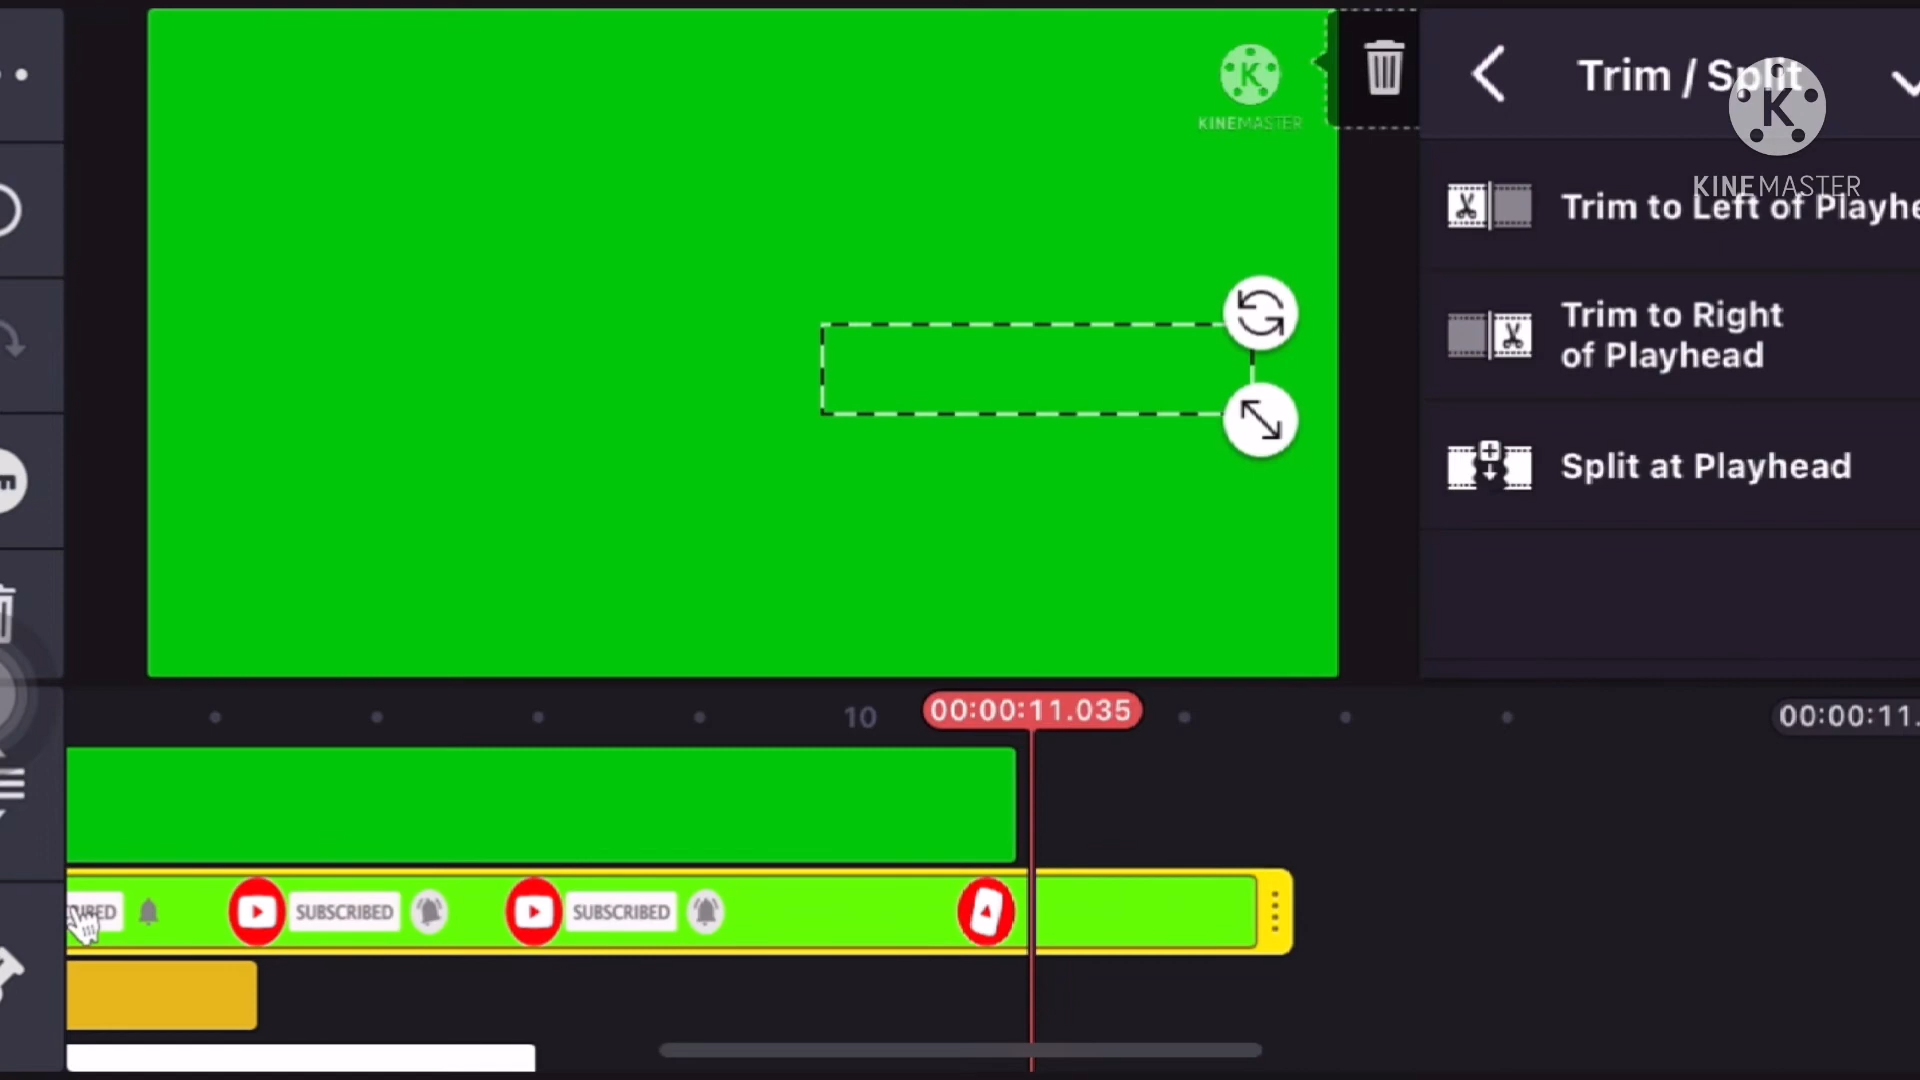 Trim / Split
KINEMASTER
KINEMASTER
Trim to Left of Playhe
Trim to Right
of Playhead
Split at Playhead
10
00:00:11.035
00:00:11.
SUBSCRIBED
SUBSCRIBED